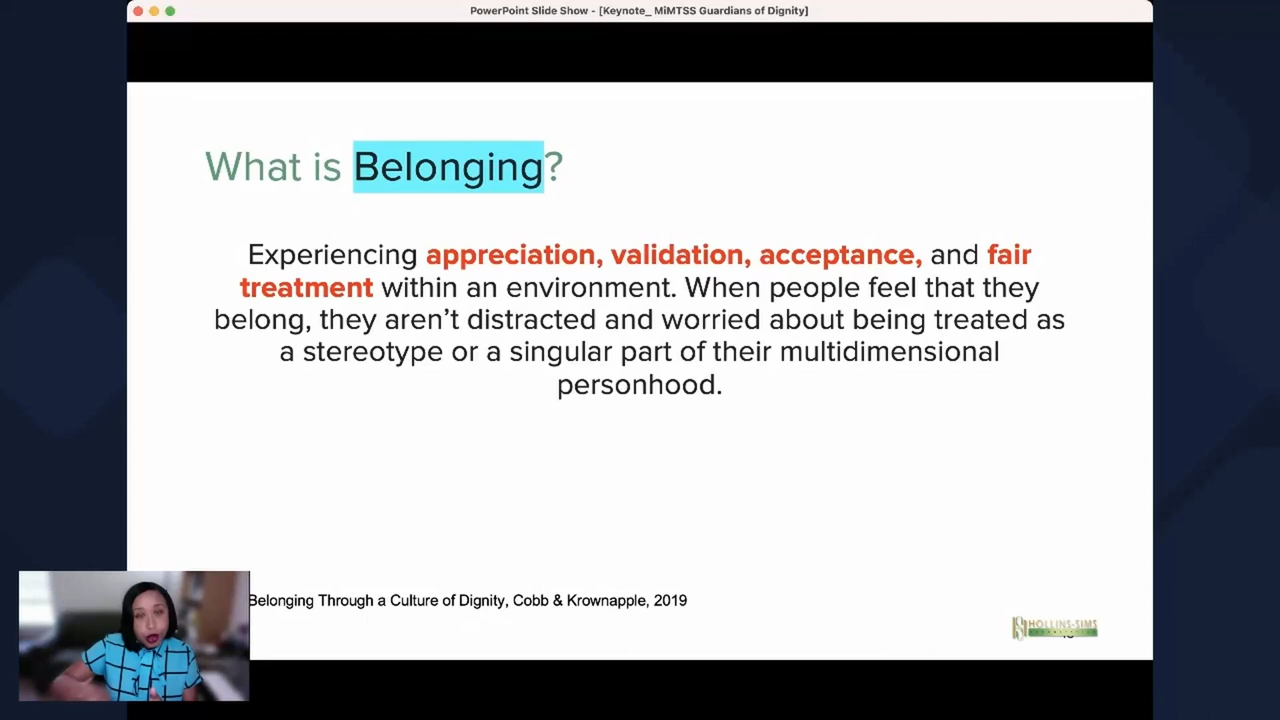 PowerPoint Slide Show - [Keynote_ MiMTSS Guardians of Dignity]
What is Belonging?
Experiencing appreciation, validation, acceptance, and fair
treatment within an environment. When people feel that they
belong, they aren’t distracted and worried about being treated as
a stereotype or a singular part of their multidimensional
personhood.
Belonging Through a Culture of Dignity, Cobb & Krownapple, 2019
HOLLINS-SIMS